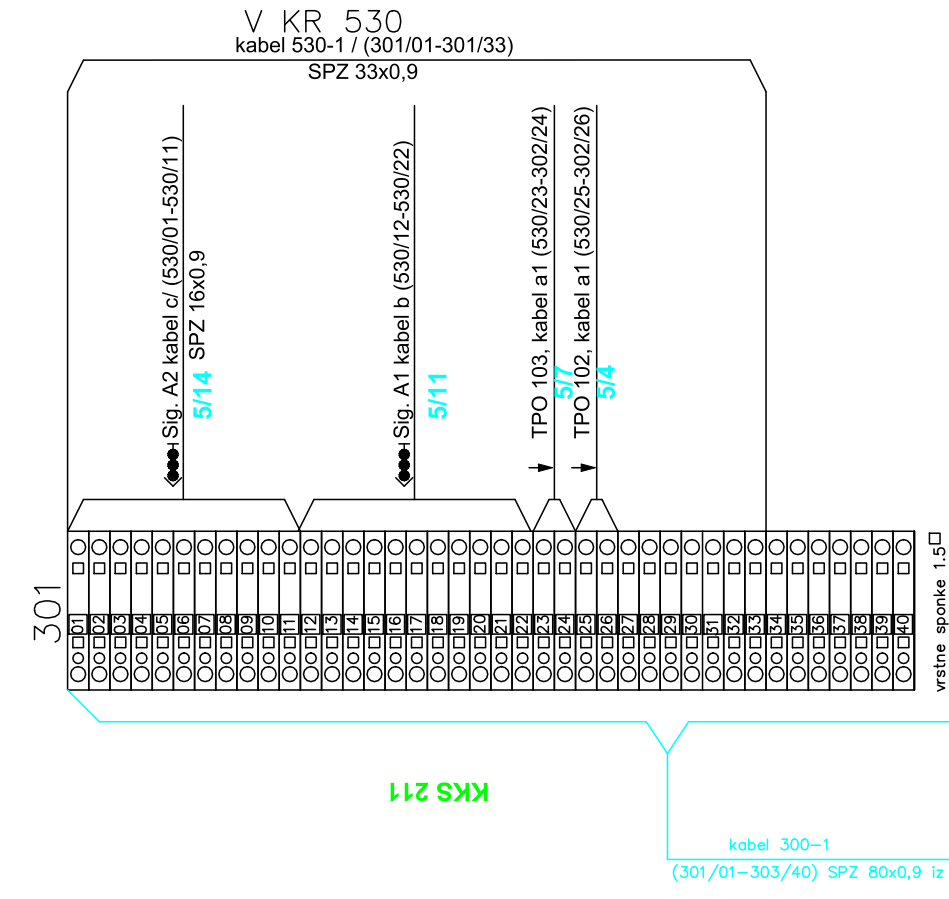 V KR 530
kabel 530-1 / (301/01-301/33)
SPZ 33x0,9
Sig. A2 kabel c/ (530/01-530/11)
SPZ 16x0,9
5/14
Sig. A1 kabel b (530/12-530/22)
5/11
TPO 103, kabel a1 (530/23-302/24)
5/7
TPO 102, kabel a1 (530/25-302/26)
5/4
301
01 02 03 04 05 06 07 08 09 10 11 12 13 14 15 16 17 18 19 20 21 22 23 24 25 26 27 28 29 30 31 32 33 34 35 36 37 38 39 40
vrstne sponke 1.5□
KKS 211
kabel 300-1
(301/01-303/40) SPZ 80x0,9 iz